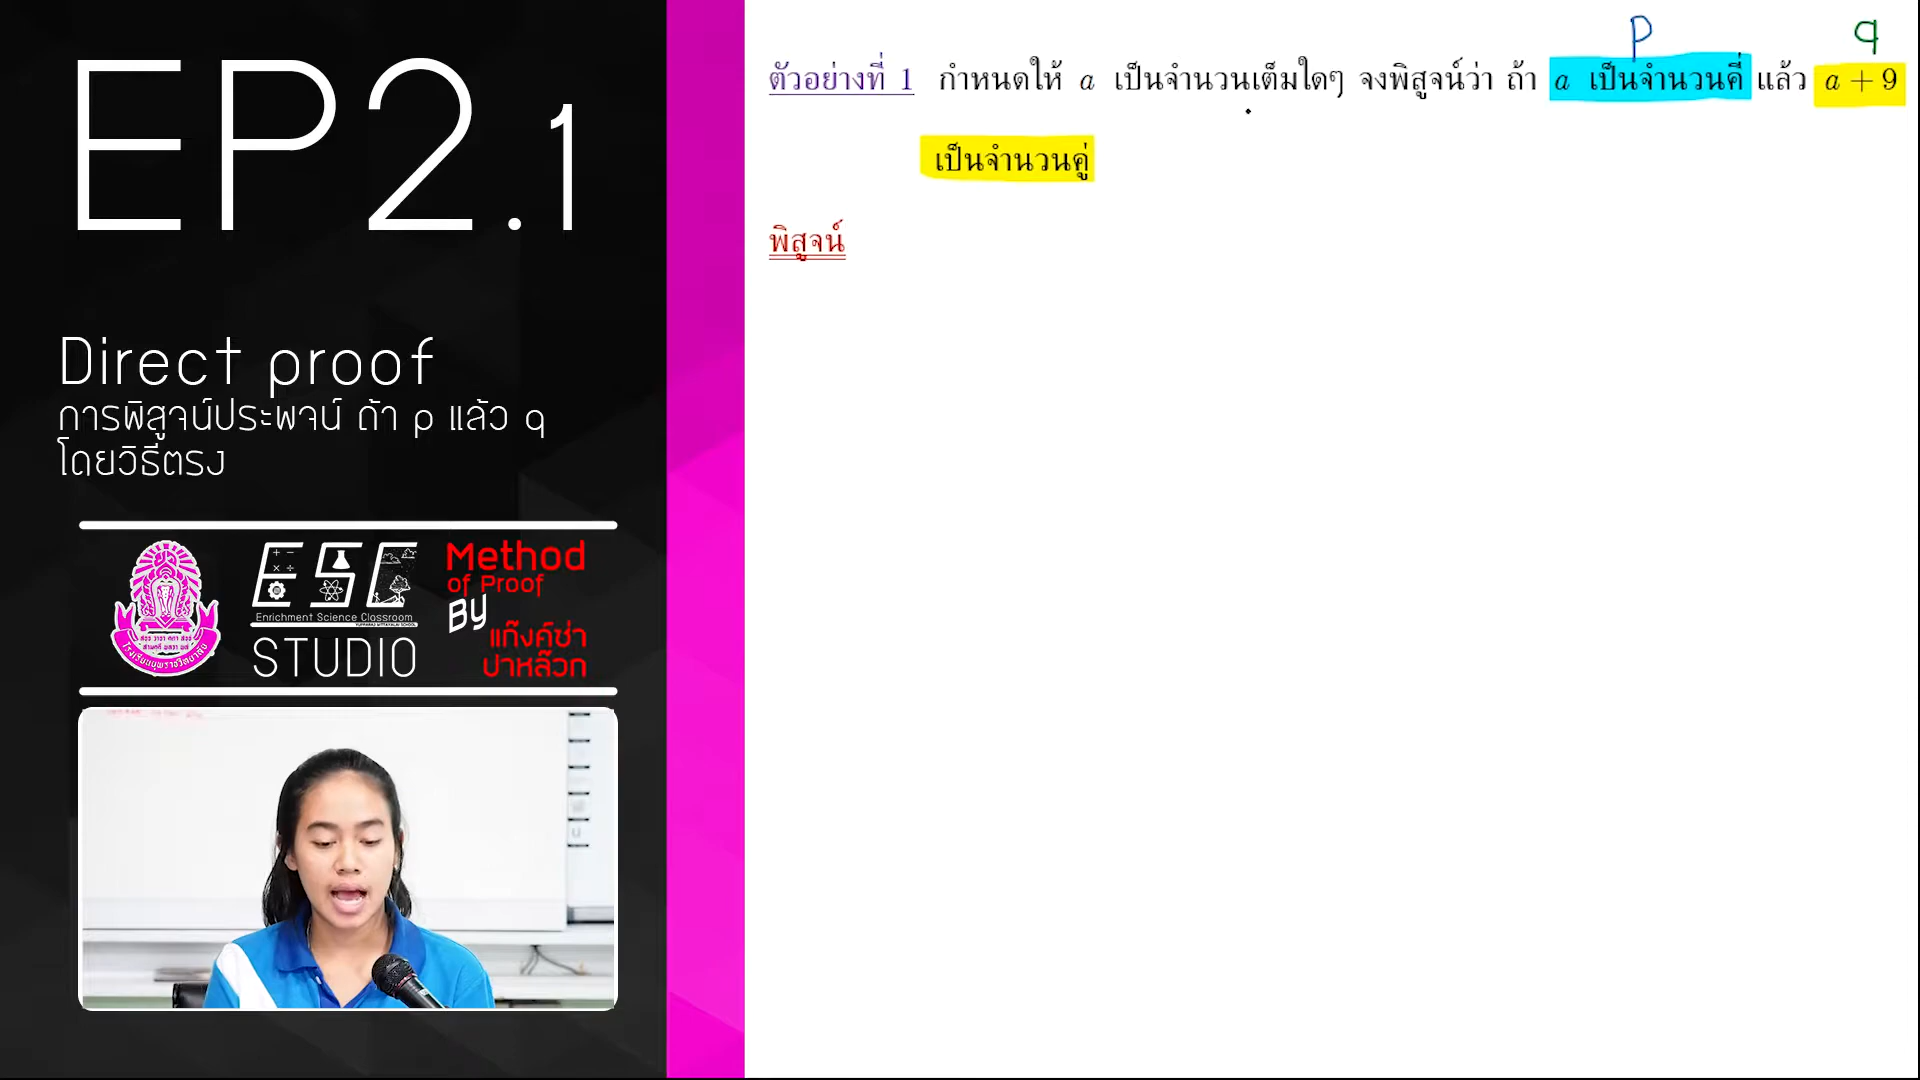 EP2.1
Direct proof
การพิสูจน์ประพจน์ ถ้า p แล้ว q
โดยวิธีตรง
ESC
Enrichment Science Classroom
STUDIO
Method
of Proof
By
แก๊งค์ซ่า
ปาหลัวก
p q
ตัวอย่างที่ 1 กำหนดให้ a เป็นจำนวนเต็มใดๆ จงพิสูจน์ว่า ถ้า a เป็นจำนวนคี่ แล้ว a + 9
เป็นจำนวนคู่
พิสูจน์